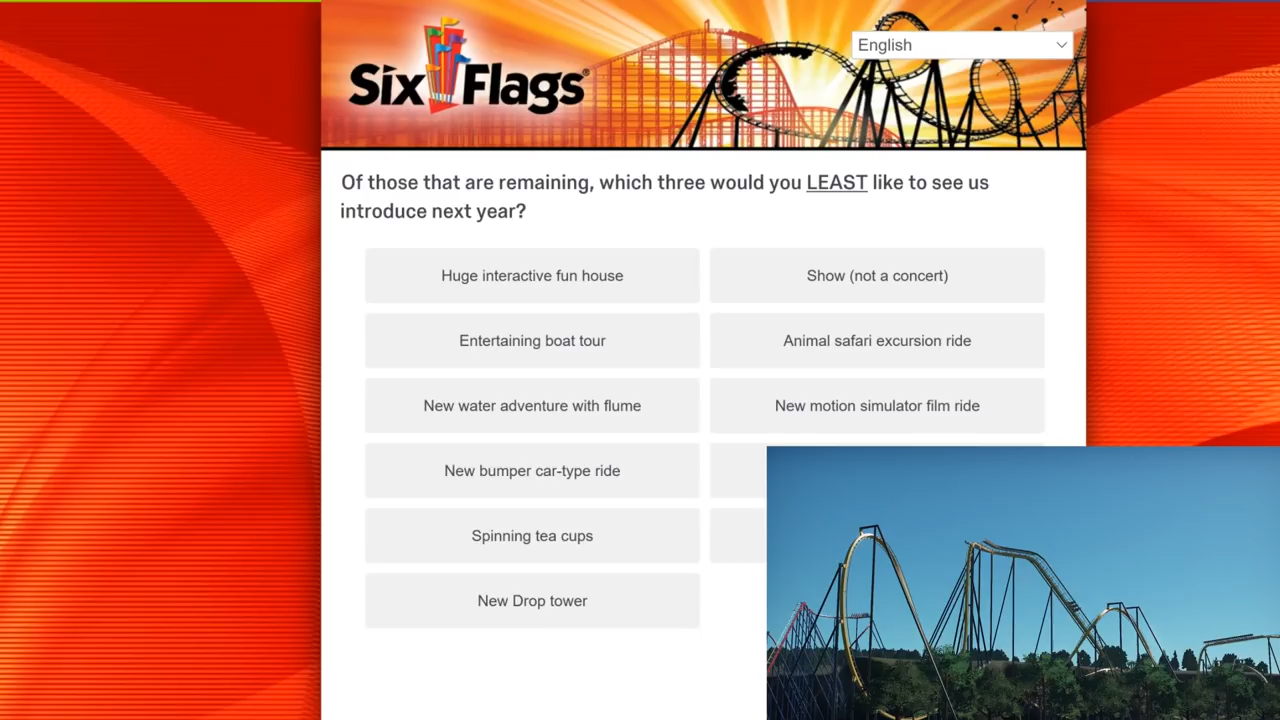 Six Flags®
English
Of those that are remaining, which three would you LEAST like to see us
introduce next year?
Huge interactive fun house
Show (not a concert)
Entertaining boat tour
Animal safari excursion ride
New water adventure with flume
New motion simulator film ride
New bumper car-type ride
Spinning tea cups
New Drop tower